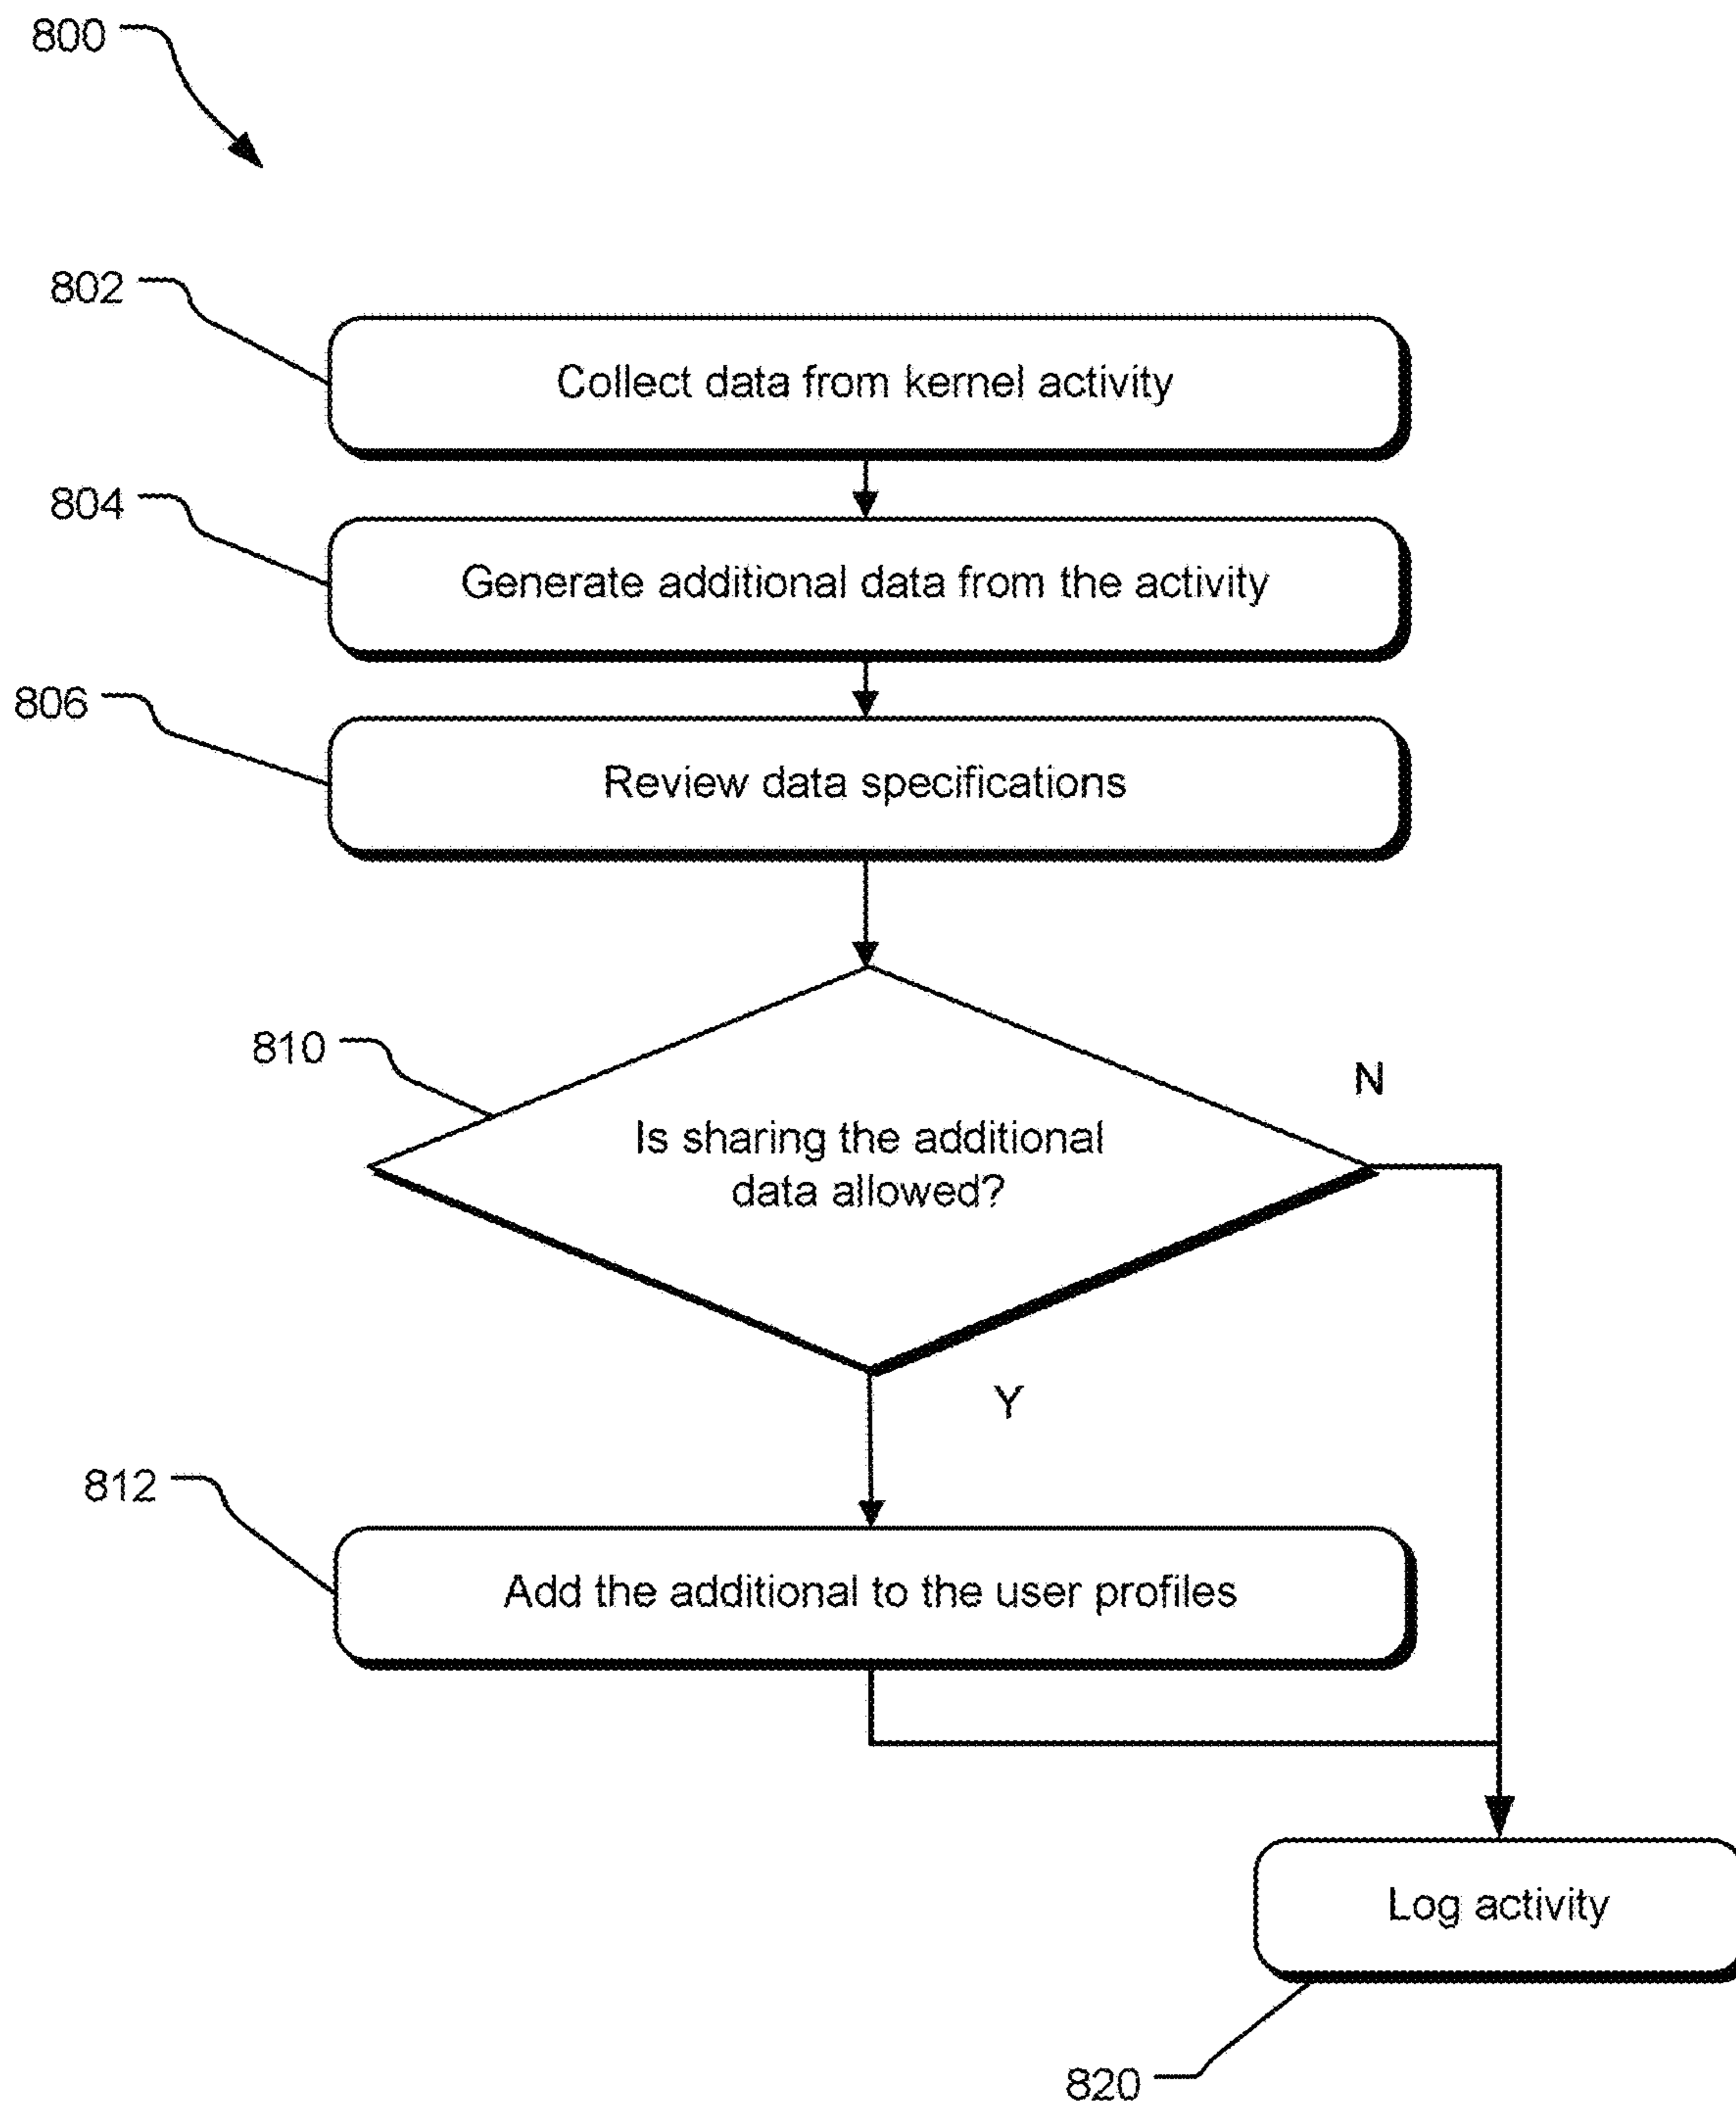 800
802
Collect data from kernel activity
804
Generate additional data from the activity
806
Review data specifications
810
N
Is sharing the additional
data allowed?
Y
812
Add the additional to the user profiles
Log activity
820